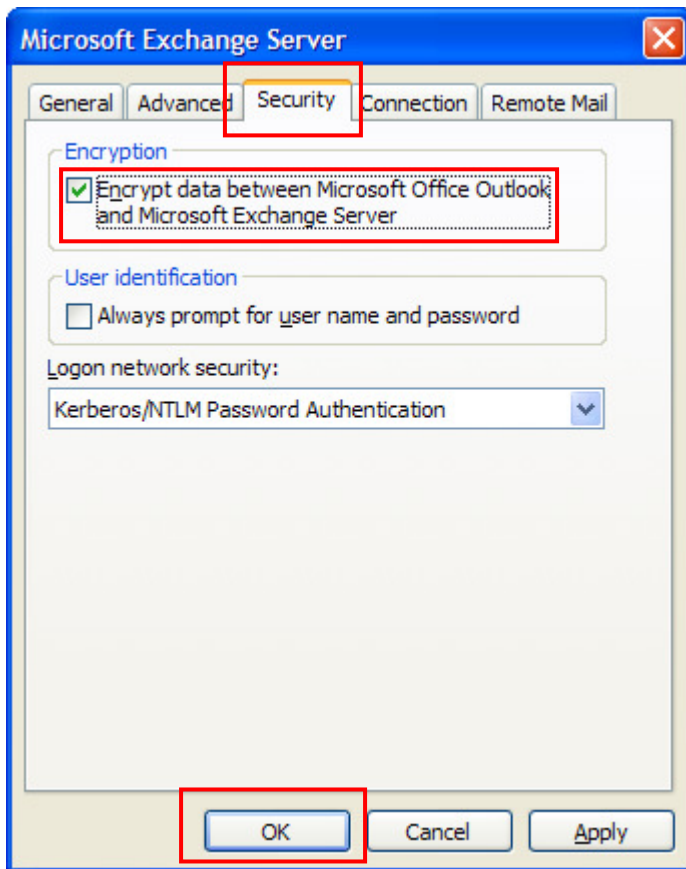 Microsoft Exchange Server
General Advanced Security Connection Remote Mail
Encryption
Encrypt data between Microsoft Office Outlook
and Microsoft Exchange Server
User identification
Always prompt for user name and password
Logon network security:
Kerberos/NTLM Password Authentication
OK Cancel Apply